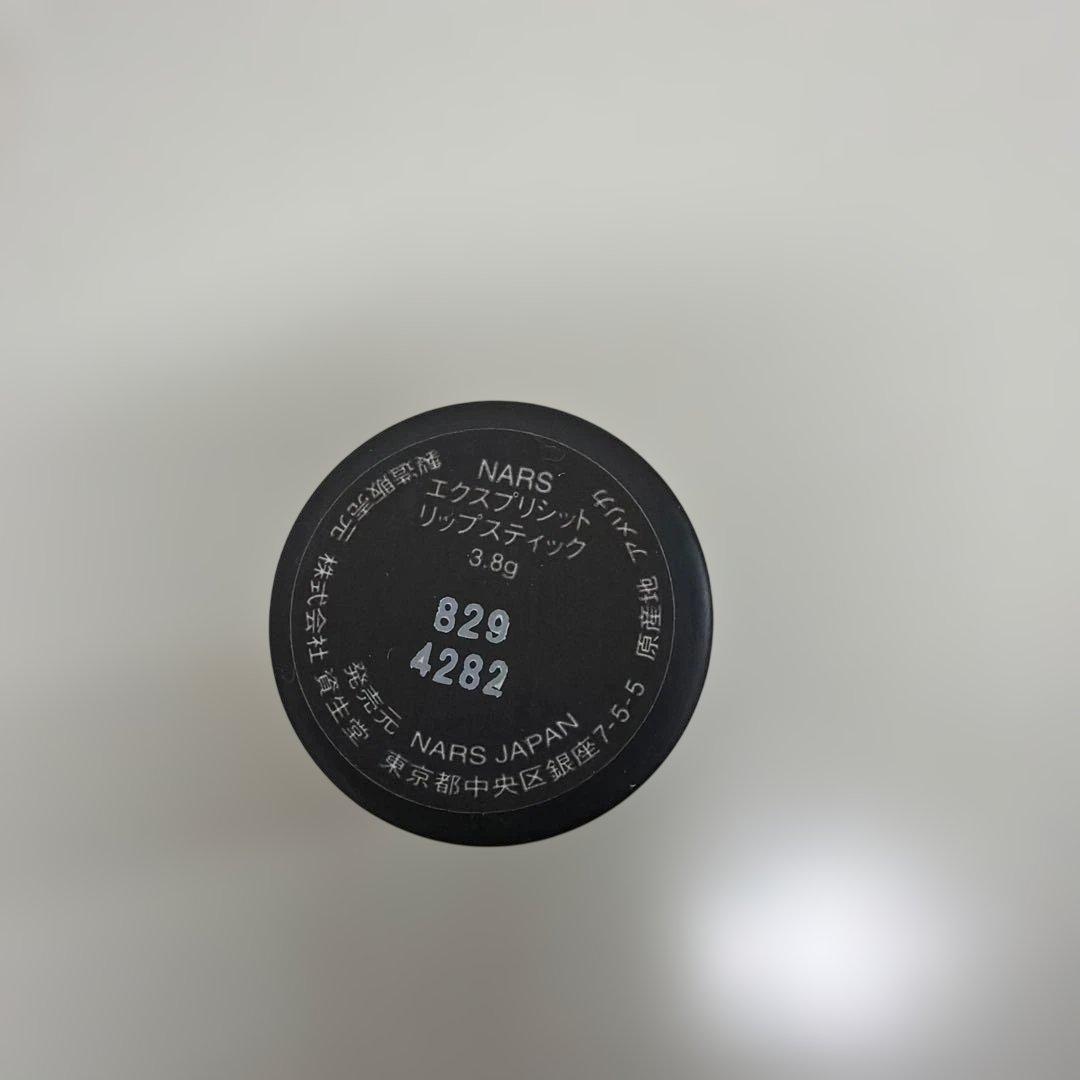 NARS
エクスプリシット
リップスティック
3.8g
829
4282
発売元 NARS JAPAN
製造販売元 株式会社 資生堂 東京都中央区銀座7-5-5 原産地 アメリカ